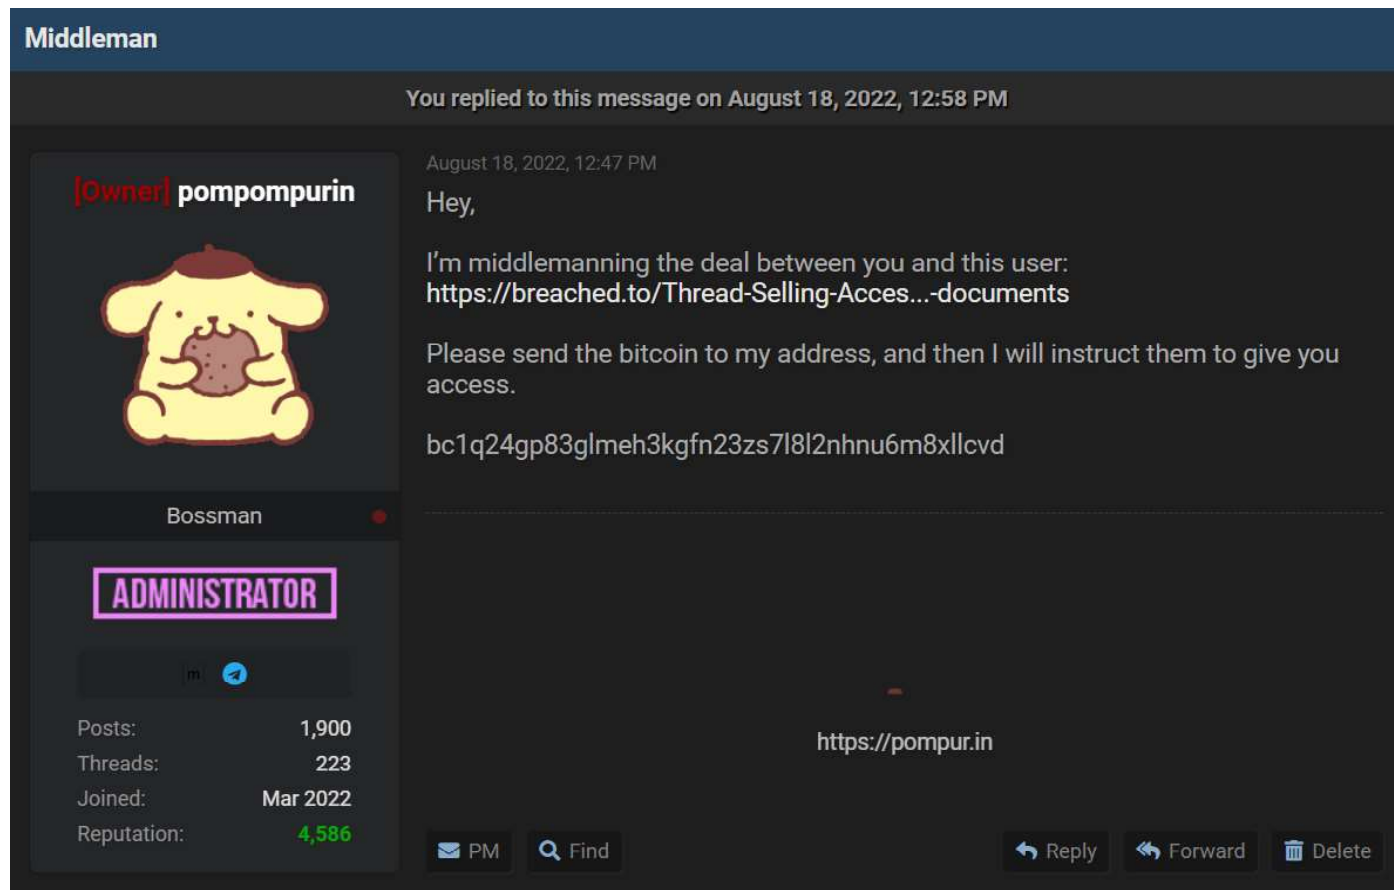 Middleman
You replied to this message on August 18, 2022, 12:58 PM
[Owner] pompompurin
Bossman
ADMINISTRATOR
m
Posts: 1,900
Threads: 223
Joined: Mar 2022
Reputation: 4,586
August 18, 2022, 12:47 PM
Hey,
I'm middlemanning the deal between you and this user:
https://breached.to/Thread-Selling-Acces...-documents
Please send the bitcoin to my address, and then I will instruct them to give you
access.
bc1q24gp83glmeh3kgfn23zs7l8l2nhnu6m8xllcvd
https://pompur.in
PM Find Reply Forward Delete